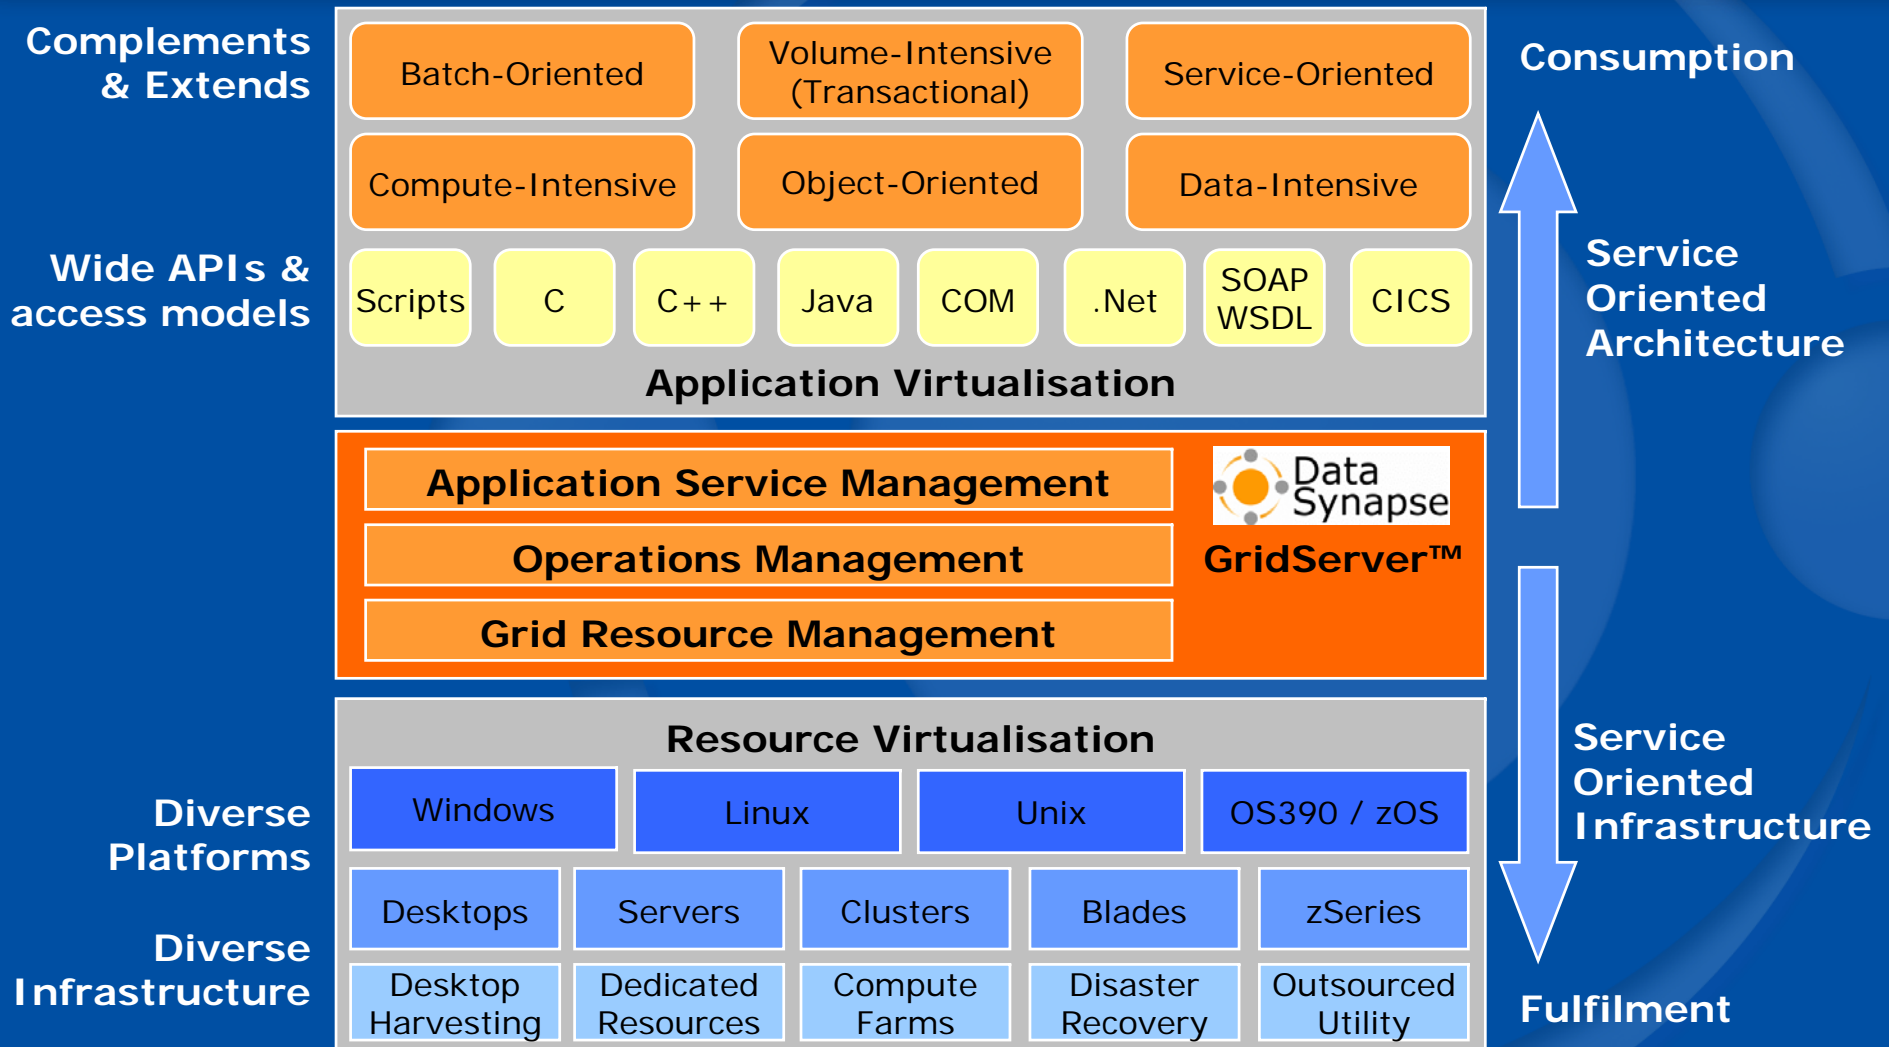 Complements
& Extends
Batch-Oriented
Volume-Intensive
(Transactional)
Service-Oriented
Consumption
Compute-Intensive
Object-Oriented
Data-Intensive
Wide APIs &
access models
Scripts
C
C++
Java
COM
.Net
SOAP
WSDL
CICS
Service
Oriented
Architecture
Application Virtualisation
Application Service Management
Operations Management
Grid Resource Management
Data
Synapse
GridServer™
Resource Virtualisation
Diverse
Platforms
Windows
Linux
Unix
OS390 / zOS
Service
Oriented
Infrastructure
Desktops
Servers
Clusters
Blades
zSeries
Diverse
Infrastructure
Desktop
Harvesting
Dedicated
Resources
Compute
Farms
Disaster
Recovery
Outsourced
Utility
Fulfilment